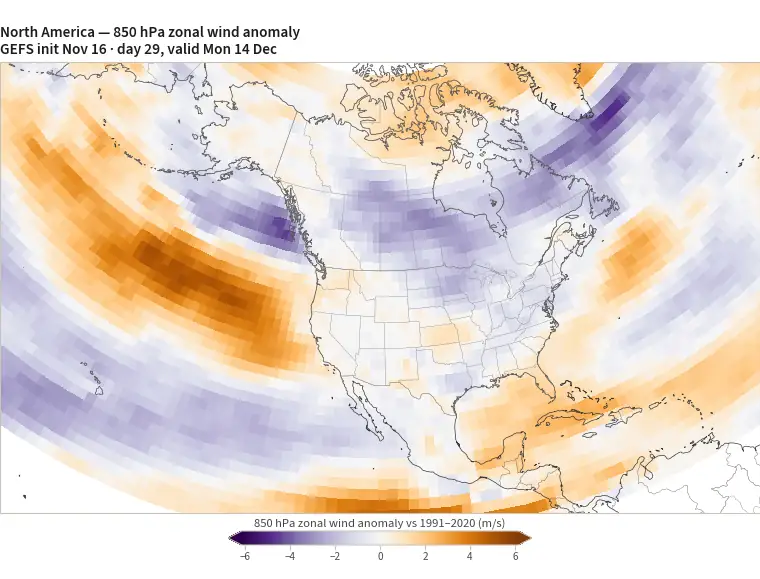 North America — 850 hPa zonal wind anomaly
GEFS init Nov 16 · day 29, valid Mon 14 Dec
850 hPa zonal wind anomaly vs 1991–2020 (m/s)
−6 −4 −2 0 2 4 6